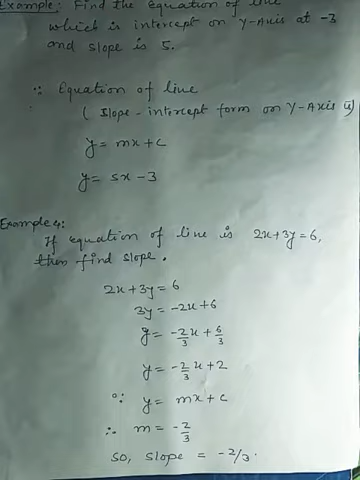 Example: Find the equation of line
which is intercept on Y-Axis at -3
and slope is 5.
∵ Equation of line
( Slope-intercept form on Y-Axis is)
y = mx + c
y = 5x - 3
Example 4:
If equation of line is 2x+3y=6,
then find slope.
2x+3y=6
3y = -2x+6
y = -2/3 x + 6/3
y = -2/3 x + 2
∵ y = mx + c
∴ m = -2/3
So, slope = -2/3.